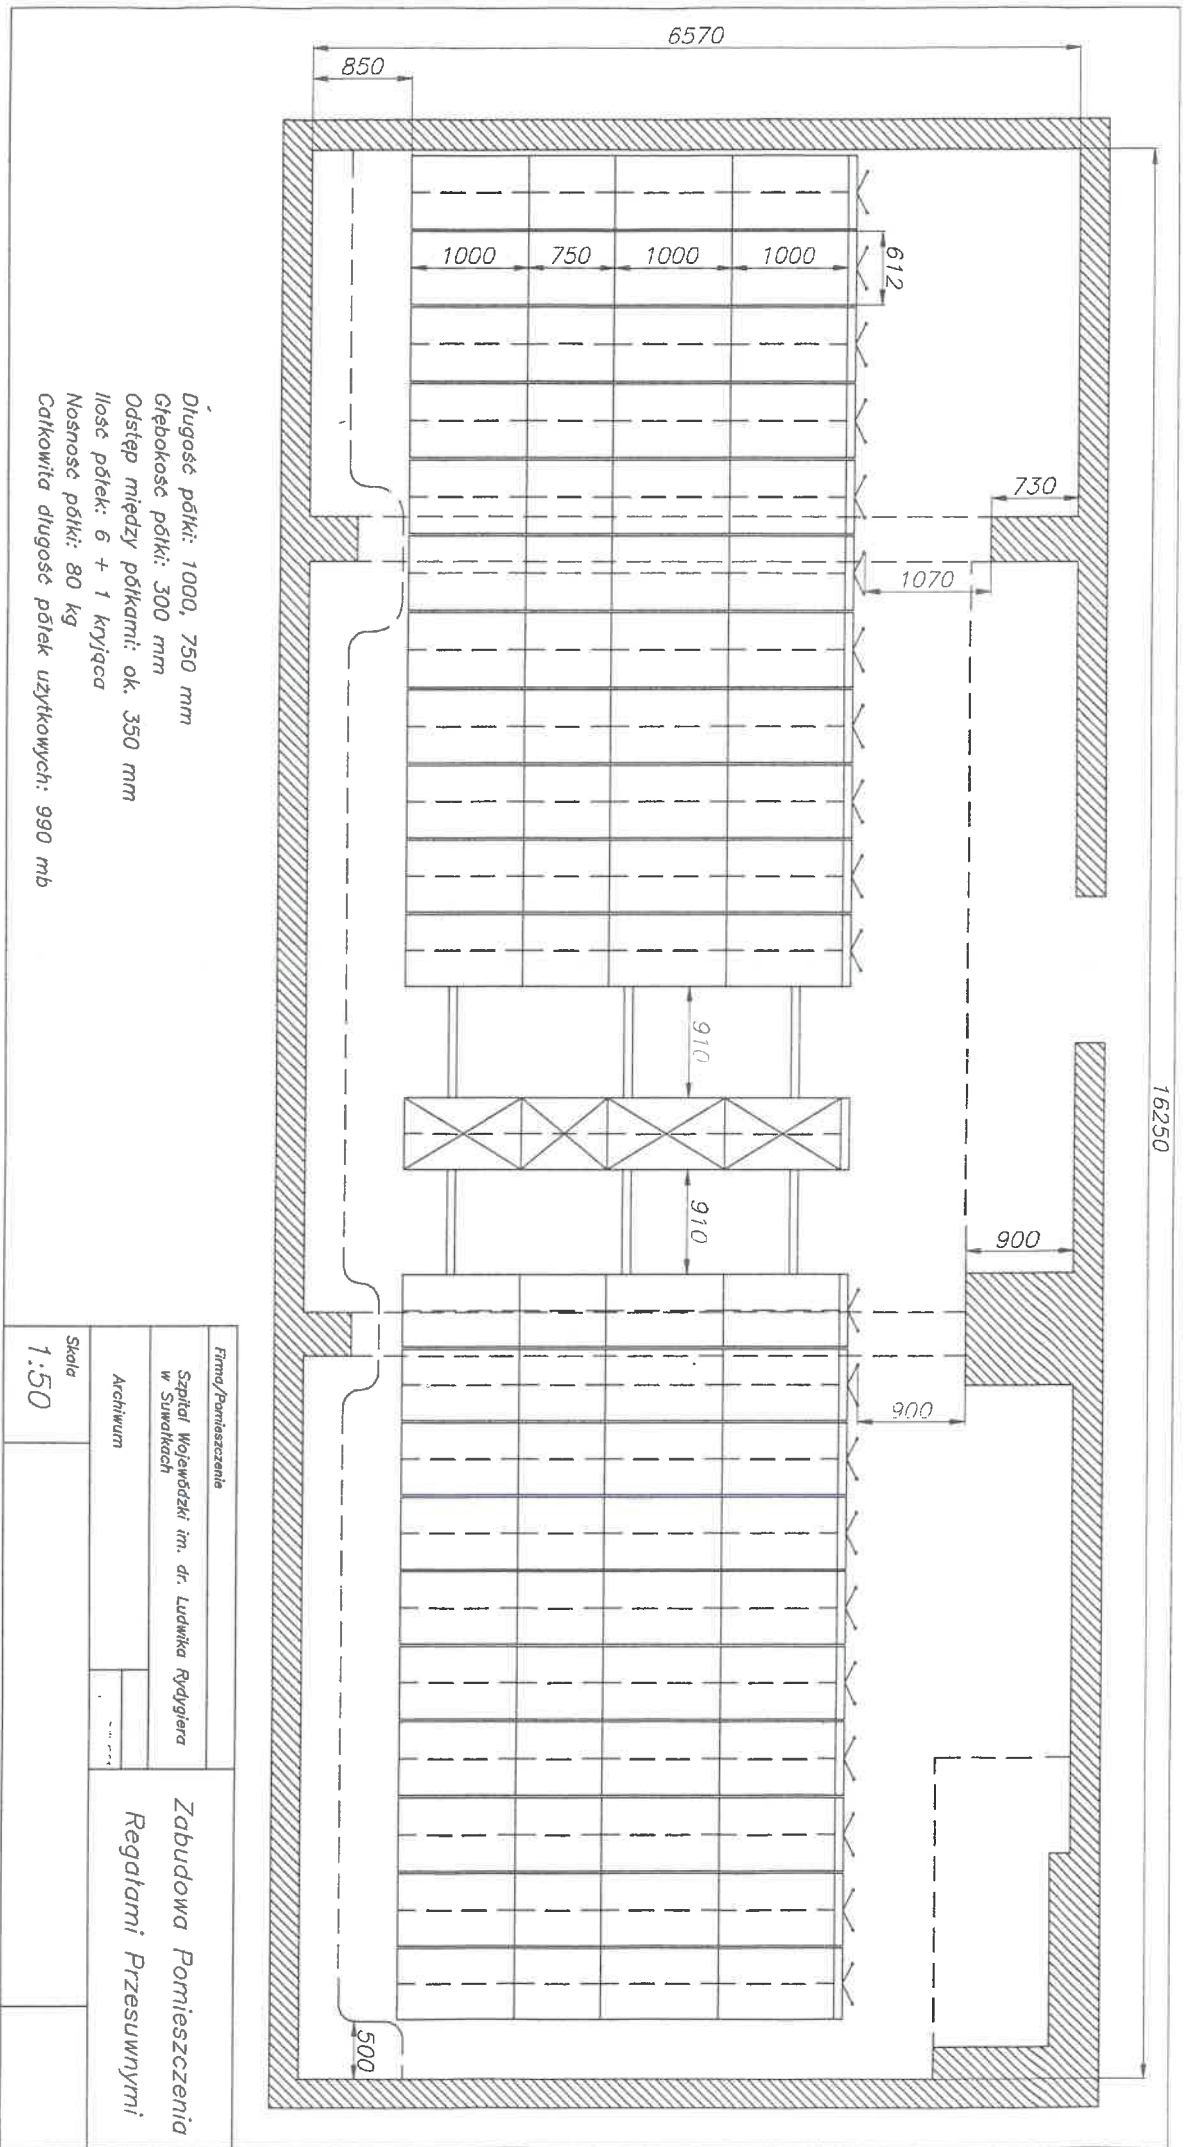 6570
850
1000
750
1000
1000
612
730
1070
16250
910
910
900
900
500
Długość półki: 1000, 750 mm
Głębokość półki: 300 mm
Odstęp między półkami: ok. 350 mm
Ilość półek: 6 + 1 kryjąca
Nośność półki: 80 kg
Całkowita długość półek użytkowych: 990 mb
Firma/Pomieszczenie
Szpital Wojewódzki im. dr. Ludwika Rydygiera
w Suwałkach
Archiwum
Skala
1:50
Zabudowa Pomieszczenia
Regałami Przesuwnymi